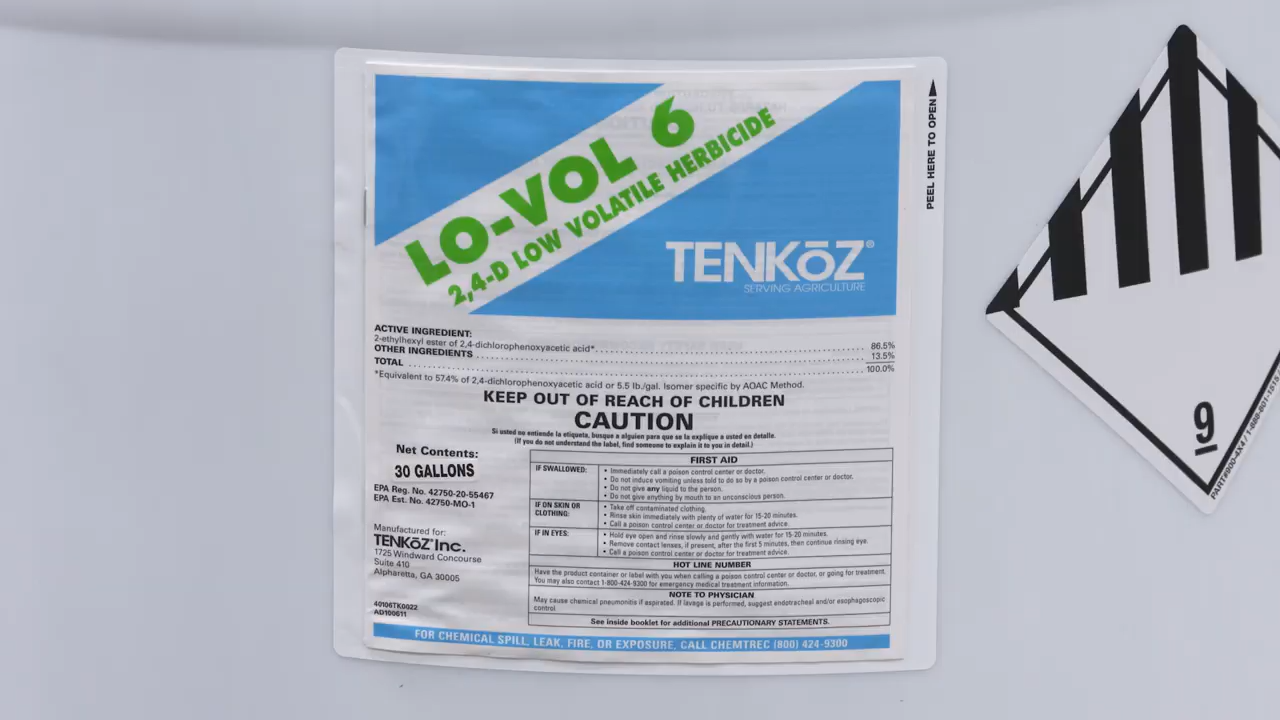 LO-VOL 6
2,4-D LOW VOLATILE HERBICIDE
TENKōZ®
SERVING AGRICULTURE
PEEL HERE TO OPEN
ACTIVE INGREDIENT:
2-ethylhexyl ester of 2,4-dichlorophenoxyacetic acid* 86.5%
OTHER INGREDIENTS 13.5%
TOTAL 100.0%
*Equivalent to 57.4% of 2,4-dichlorophenoxyacetic acid or 5.5 lb./gal. Isomer specific by AOAC Method.
KEEP OUT OF REACH OF CHILDREN
CAUTION
Si usted no entiende la etiqueta, busque a alguien para que se la explique a usted en detalle.
(If you do not understand the label, find someone to explain it to you in detail.)
Net Contents:
30 GALLONS
EPA Reg. No. 42750-20-55467
EPA Est. No. 42750-MO-1
Manufactured for:
TENKōZ Inc.
1725 Windward Concourse
Suite 410
Alpharetta, GA 30005
40106TK0022
AD100611
FIRST AID
IF SWALLOWED:
• Immediately call a poison control center or doctor.
• Do not induce vomiting unless told to do so by a poison control center or doctor.
• Do not give any liquid to the person.
• Do not give anything by mouth to an unconscious person.
IF ON SKIN OR
CLOTHING:
• Take off contaminated clothing.
• Rinse skin immediately with plenty of water for 15-20 minutes.
• Call a poison control center or doctor for treatment advice.
IF IN EYES:
• Hold eye open and rinse slowly and gently with water for 15-20 minutes.
• Remove contact lenses, if present, after the first 5 minutes, then continue rinsing eye.
• Call a poison control center or doctor for treatment advice.
HOT LINE NUMBER
Have the product container or label with you when calling a poison control center or doctor, or going for treatment.
You may also contact 1-800-424-9300 for emergency medical treatment information.
NOTE TO PHYSICIAN
May cause chemical pneumonitis if aspirated. If lavage is performed, suggest endotracheal and/or esophagoscopic
control
See inside booklet for additional PRECAUTIONARY STATEMENTS.
FOR CHEMICAL SPILL, LEAK, FIRE, OR EXPOSURE, CALL CHEMTREC (800) 424-9300
9